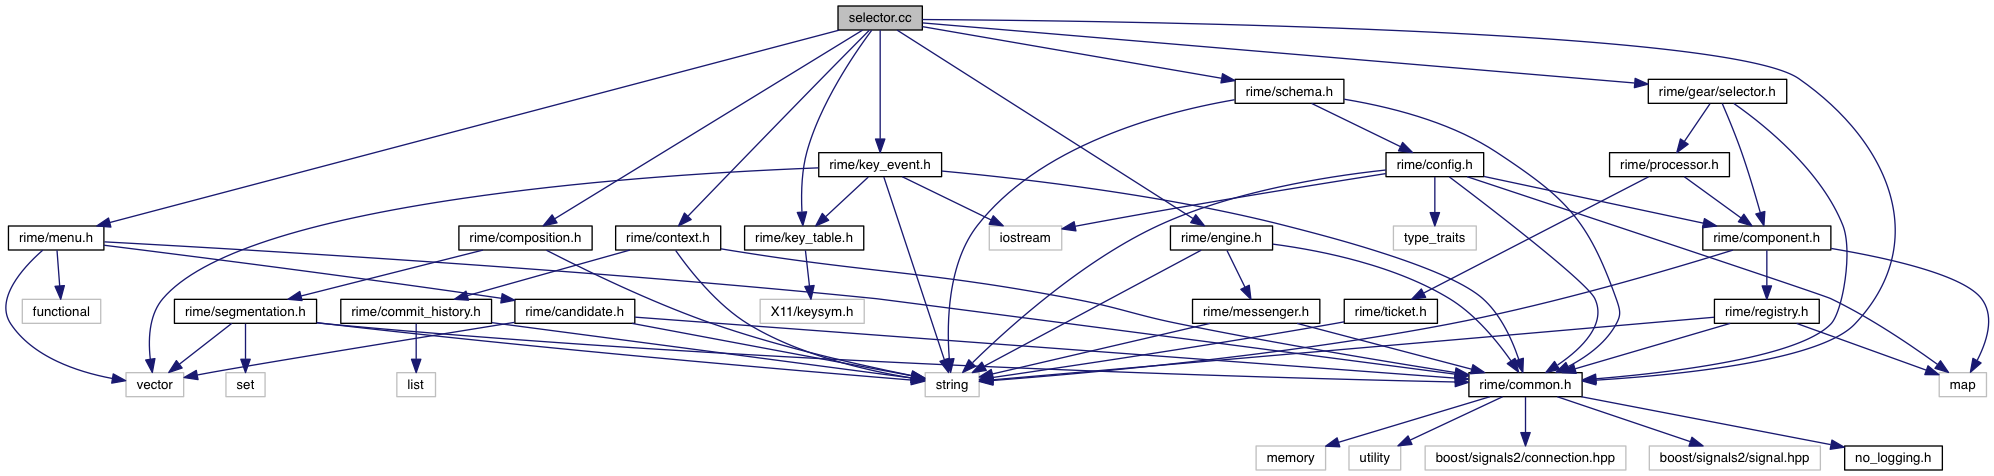 selector.cc
rime/schema.h
rime/gear/selector.h
rime/key_event.h
rime/config.h
rime/processor.h
rime/menu.h
rime/composition.h
rime/context.h
rime/key_table.h
iostream
rime/engine.h
type_traits
rime/component.h
functional
rime/segmentation.h
rime/commit_history.h
rime/candidate.h
X11/keysym.h
rime/messenger.h
rime/ticket.h
rime/registry.h
vector
set
list
string
rime/common.h
map
memory
utility
boost/signals2/connection.hpp
boost/signals2/signal.hpp
no_logging.h